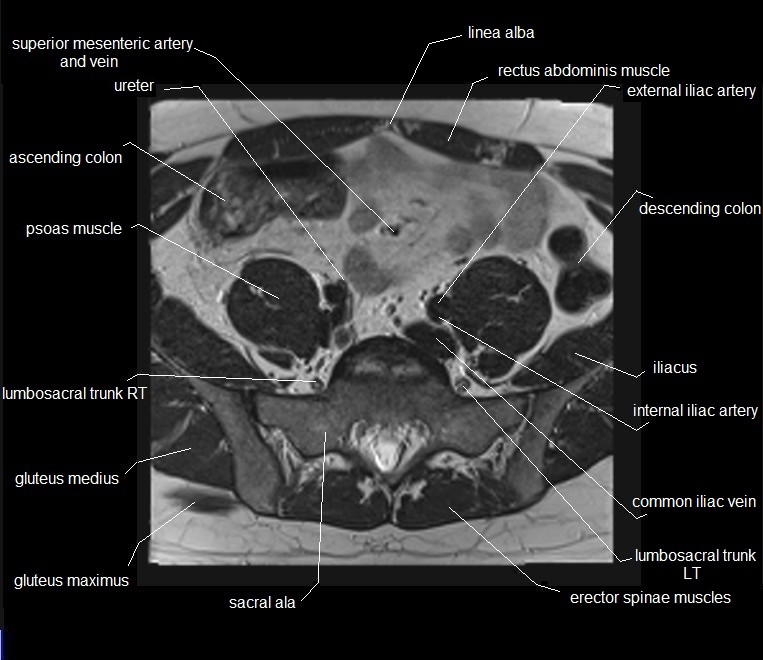 linea alba
superior mesenteric artery
and vein
rectus abdominis muscle
ureter
external iliac artery
ascending colon
descending colon
psoas muscle
iliacus
lumbosacral trunk RT
internal iliac artery
gluteus medius
common iliac vein
lumbosacral trunk
LT
gluteus maximus
erector spinae muscles
sacral ala